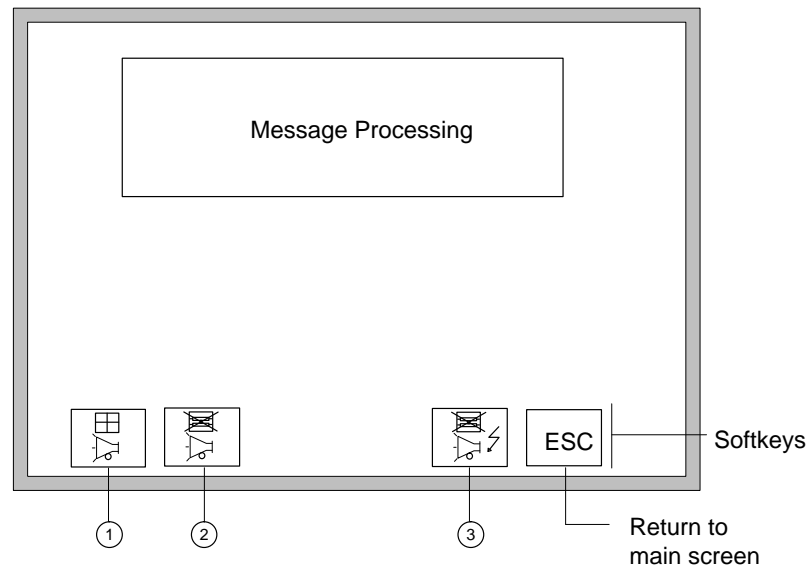 Message Processing
ESC
Softkeys
1
2
3
Return to
main screen